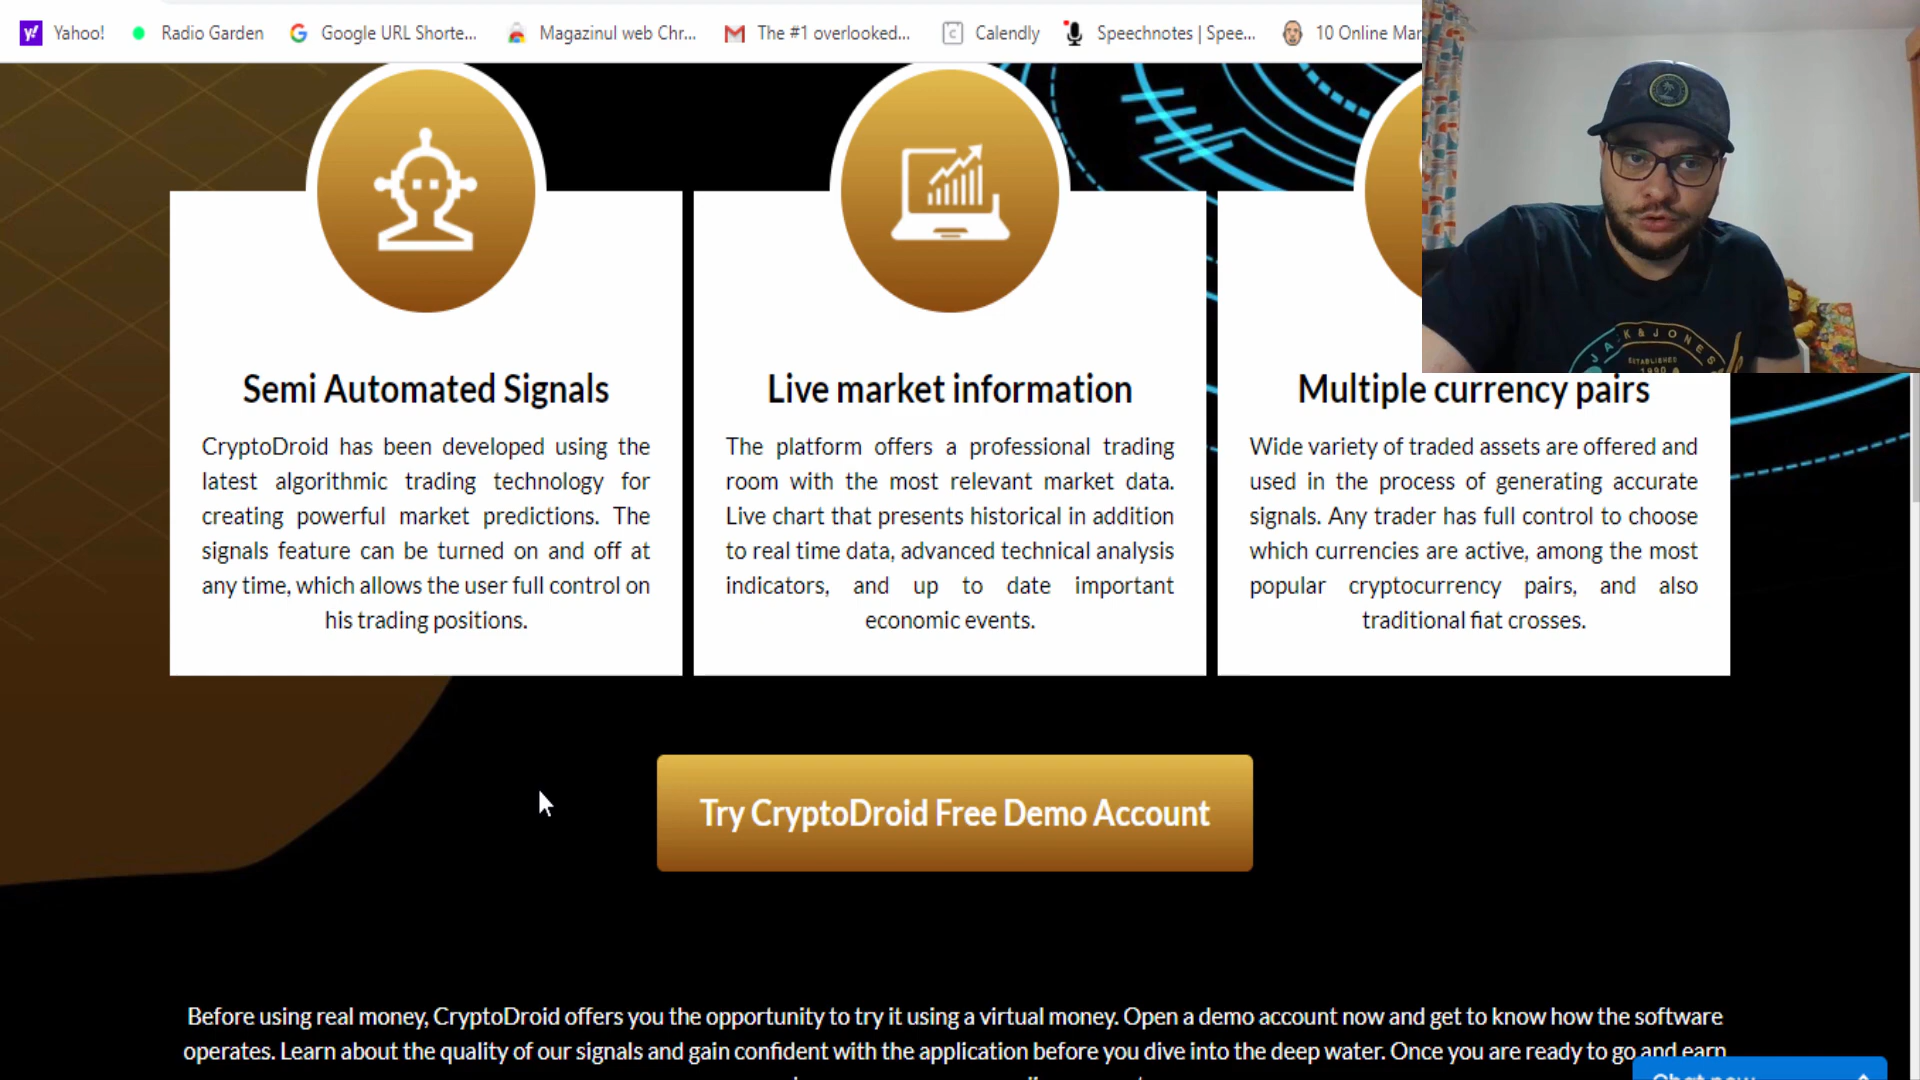 Yahoo! Radio Garden Google URL Shorte... Magazinul web Chr... The #1 overlooked... Calendly Speechnotes | Spee... 10 Online Mar
JACK & JONES
ESTABLISHED
1990
Semi Automated Signals
CryptoDroid has been developed using the
latest algorithmic trading technology for
creating powerful market predictions. The
signals feature can be turned on and off at
any time, which allows the user full control on
his trading positions.
Live market information
The platform offers a professional trading
room with the most relevant market data.
Live chart that presents historical in addition
to real time data, advanced technical analysis
indicators, and up to date important
economic events.
Multiple currency pairs
Wide variety of traded assets are offered and
used in the process of generating accurate
signals. Any trader has full control to choose
which currencies are active, among the most
popular cryptocurrency pairs, and also
traditional fiat crosses.
Try CryptoDroid Free Demo Account
Before using real money, CryptoDroid offers you the opportunity to try it using a virtual money. Open a demo account now and get to know how the software
operates. Learn about the quality of our signals and gain confident with the application before you dive into the deep water. Once you are ready to go and earn
Chat now